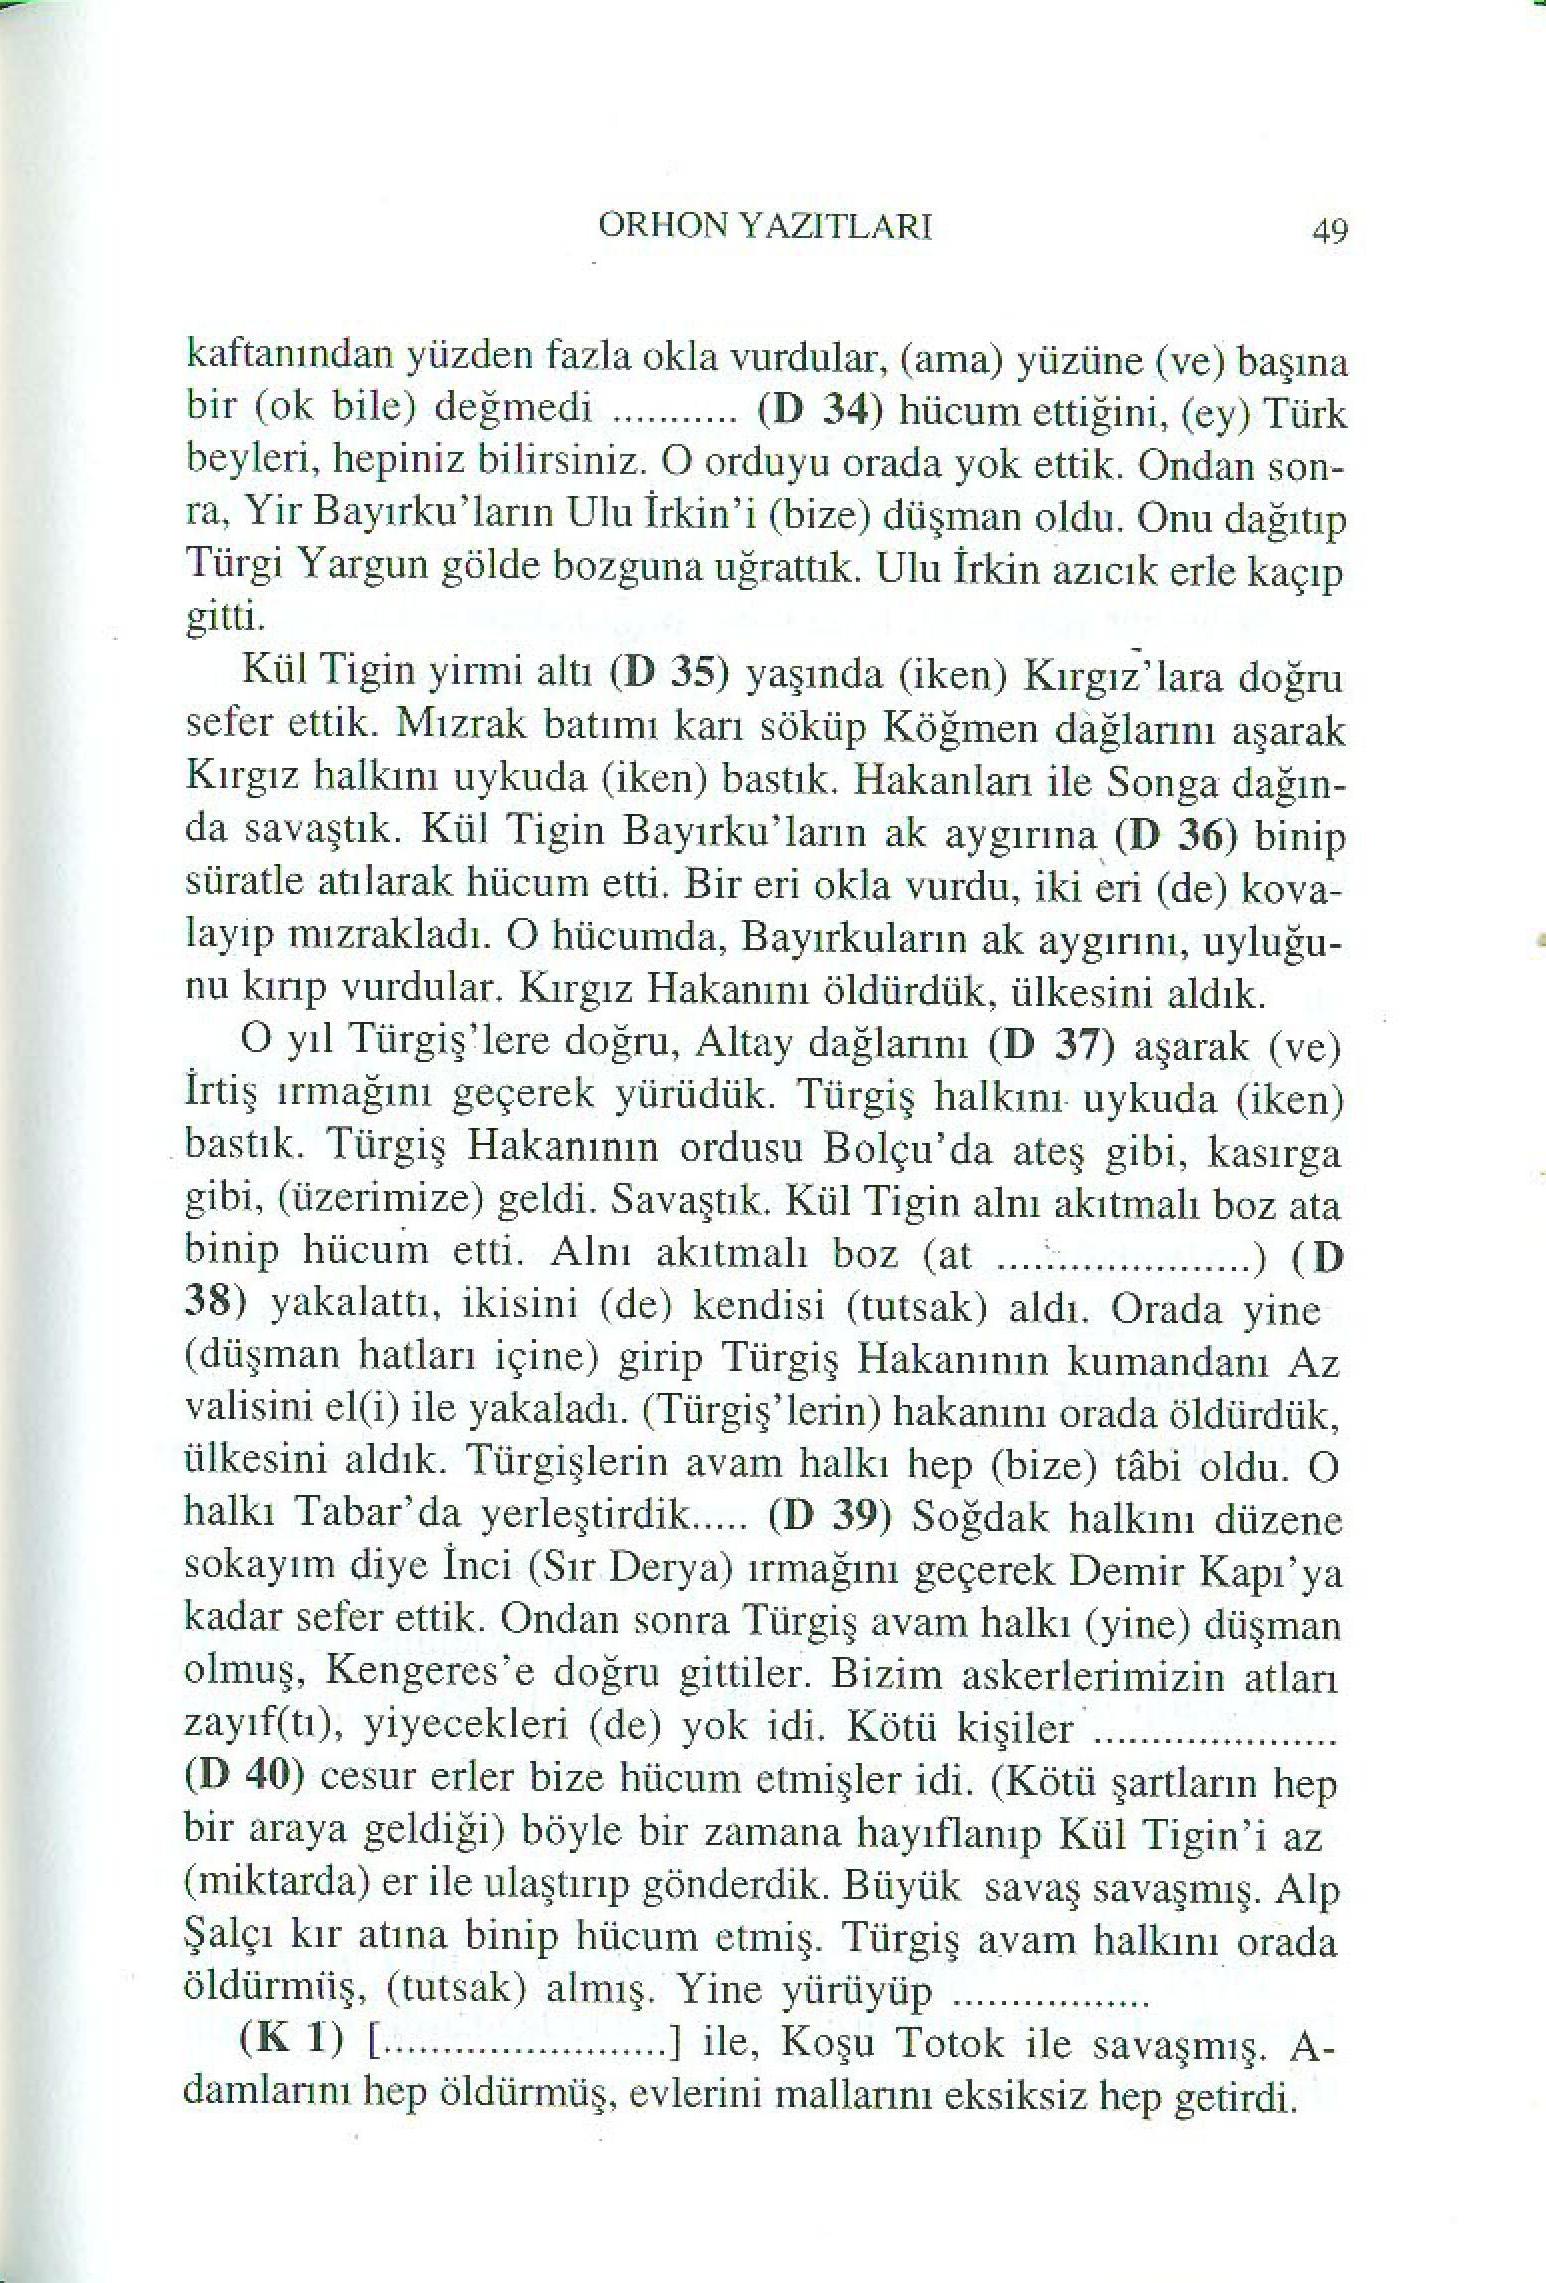 ORHON YAZITLARI 49
kaftanından yüzden fazla okla vurdular, (ama) yüzüne (ve) başına
bir (ok bile) değmedi ........... (D 34) hücum ettiğini, (ey) Türk
beyleri, hepiniz bilirsiniz. O orduyu orada yok ettik. Ondan son-
ra, Yir Bayırku'ların Ulu İrkin'i (bize) düşman oldu. Onu dağıtıp
Türgi Yargun gölde bozguna uğrattık. Ulu İrkin azıcık erle kaçıp
gitti.
Kül Tigin yirmi altı (D 35) yaşında (iken) Kırgız'lara doğru
sefer ettik. Mızrak batımı karı söküp Köğmen dağlarını aşarak
Kırgız halkını uykuda (iken) bastık. Hakanları ile Songa dağın-
da savaştık. Kül Tigin Bayırku'ların ak aygırına (D 36) binip
süratle atılarak hücum etti. Bir eri okla vurdu, iki eri (de) kova-
layıp mızrakladı. O hücumda, Bayırkuların ak aygırını, uyluğu-
nu kırıp vurdular. Kırgız Hakanını öldürdük, ülkesini aldık.
O yıl Türgiş'lere doğru, Altay dağlarını (D 37) aşarak (ve)
İrtiş ırmağını geçerek yürüdük. Türgiş halkını uykuda (iken)
bastık. Türgiş Hakanının ordusu Bolçu'da ateş gibi, kasırga
gibi, (üzerimize) geldi. Savaştık. Kül Tigin alnı akıtmalı boz ata
binip hücum etti. Alnı akıtmalı boz (at ......................) (D
38) yakalattı, ikisini (de) kendisi (tutsak) aldı. Orada yine
(düşman hatları içine) girip Türgiş Hakanının kumandanı Az
valisini el(i) ile yakaladı. (Türgiş'lerin) hakanını orada öldürdük,
ülkesini aldık. Türgişlerin avam halkı hep (bize) tâbi oldu. O
halkı Tabar'da yerleştirdik..... (D 39) Soğdak halkını düzene
sokayım diye İnci (Sır Derya) ırmağını geçerek Demir Kapı'ya
kadar sefer ettik. Ondan sonra Türgiş avam halkı (yine) düşman
olmuş, Kengeres'e doğru gittiler. Bizim askerlerimizin atları
zayıf(tı), yiyecekleri (de) yok idi. Kötü kişiler .....................
(D 40) cesur erler bize hücum etmişler idi. (Kötü şartların hep
bir araya geldiği) böyle bir zamana hayıflanıp Kül Tigin'i az
(miktarda) er ile ulaştırıp gönderdik. Büyük savaş savaşmış. Alp
Şalçı kır atına binip hücum etmiş. Türgiş avam halkını orada
öldürmüş, (tutsak) almış. Yine yürüyüp .................
(K 1) [........................] ile, Koşu Totok ile savaşmış. A-
damlarını hep öldürmüş, evlerini mallarını eksiksiz hep getirdi.